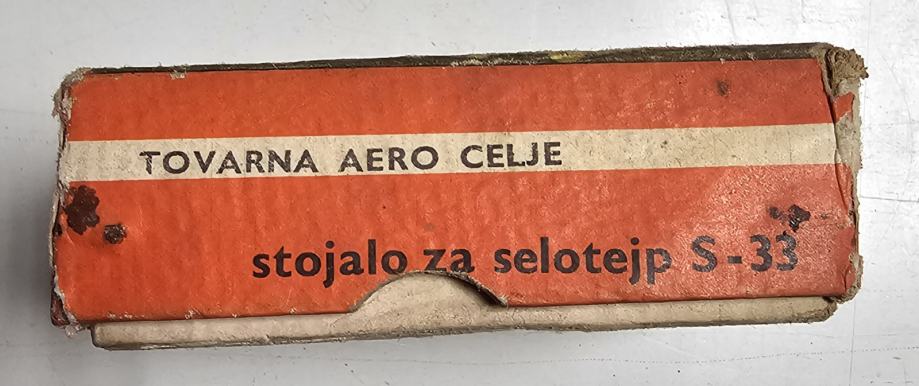 TOVARNA AERO CELJE
stojalo za selotejp S-33